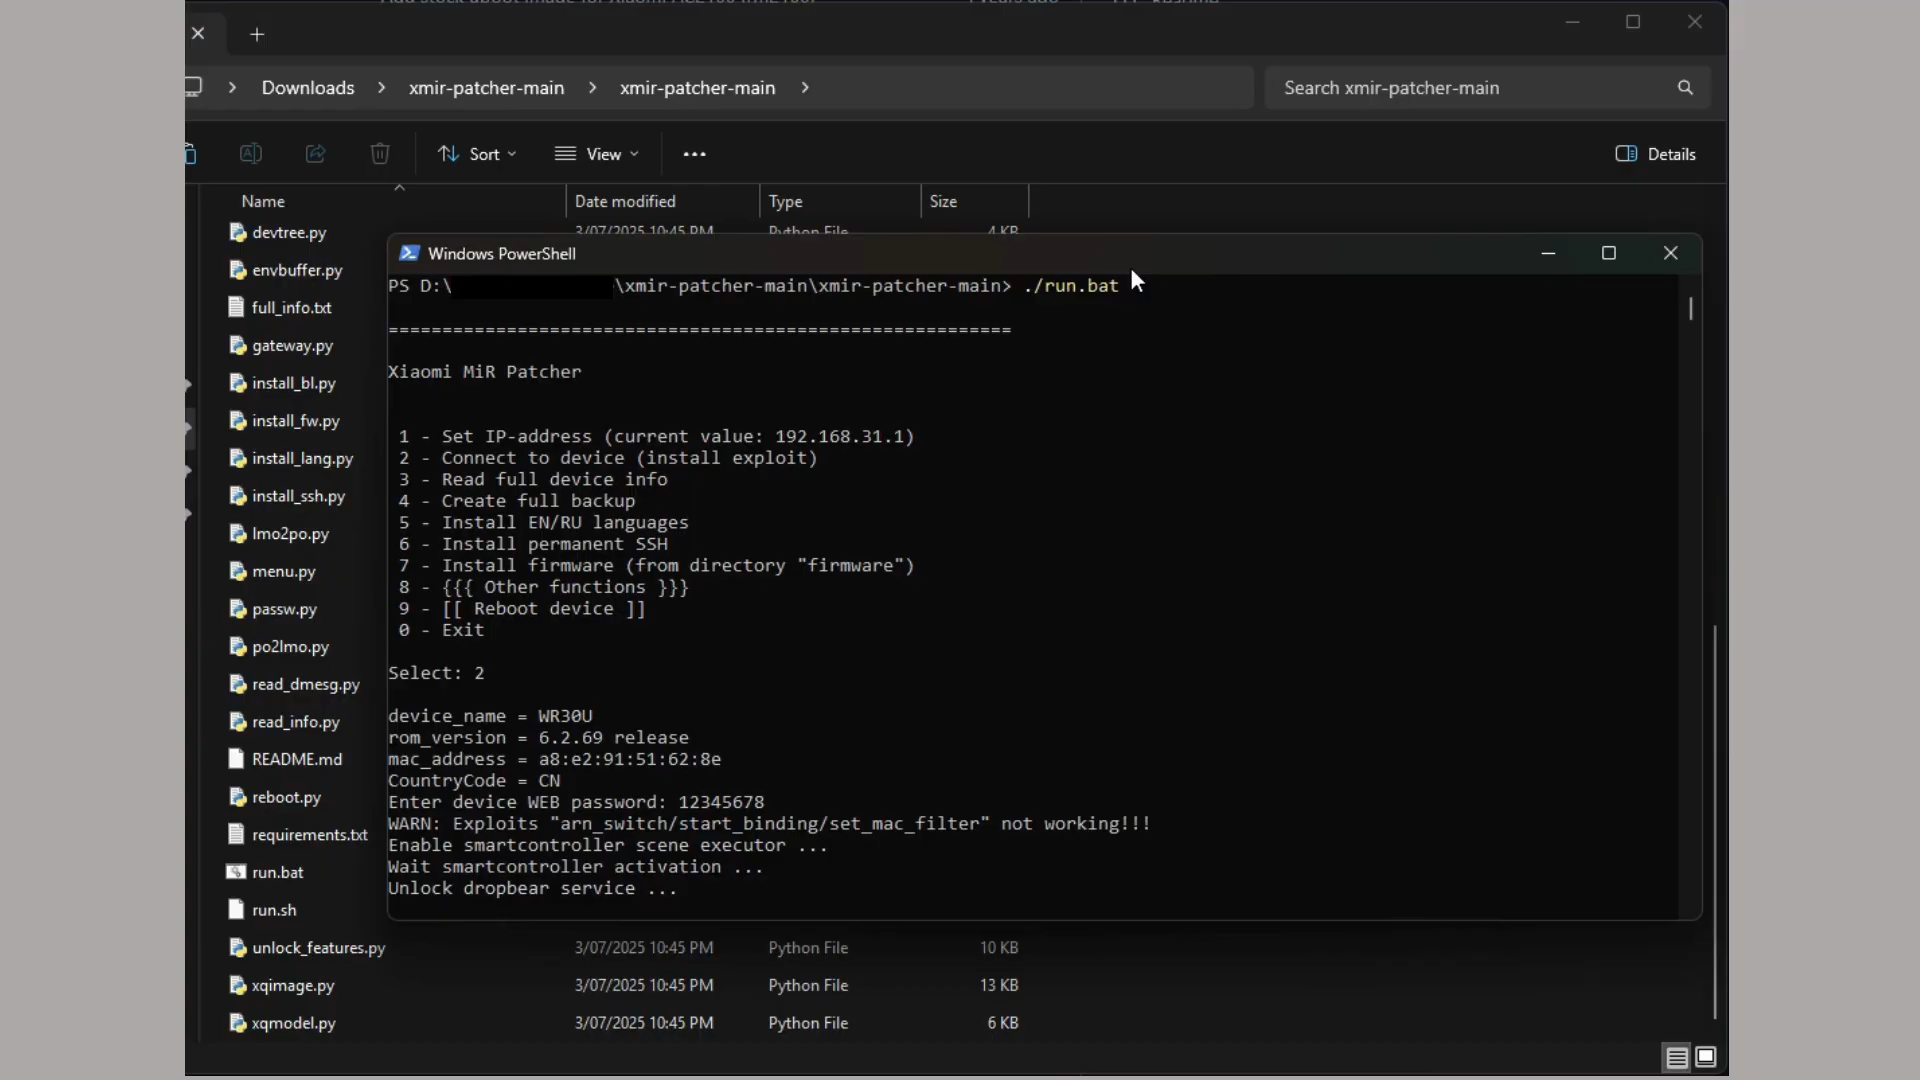 Downloads > xmir-patcher-main > xmir-patcher-main >
Search xmir-patcher-main
Sort
View
Details
Name
Date modified
Type
Size
devtree.py 3/07/2025 10:45 PM Python File 4 KB
envbuffer.py
full_info.txt
gateway.py
install_bl.py
install_fw.py
install_lang.py
install_ssh.py
lmo2po.py
menu.py
passw.py
po2lmo.py
read_dmesg.py
read_info.py
README.md
reboot.py
requirements.txt
run.bat
run.sh
unlock_features.py 3/07/2025 10:45 PM Python File 10 KB
xqimage.py 3/07/2025 10:45 PM Python File 13 KB
xqmodel.py 3/07/2025 10:45 PM Python File 6 KB
Windows PowerShell
PS D:\ \xmir-patcher-main\xmir-patcher-main> ./run.bat
==========================================================
Xiaomi MiR Patcher
1 - Set IP-address (current value: 192.168.31.1)
2 - Connect to device (install exploit)
3 - Read full device info
4 - Create full backup
5 - Install EN/RU languages
6 - Install permanent SSH
7 - Install firmware (from directory "firmware")
8 - {{{ Other functions }}}
9 - [[ Reboot device ]]
0 - Exit
Select: 2
device_name = WR30U
rom_version = 6.2.69 release
mac_address = a8:e2:91:51:62:8e
CountryCode = CN
Enter device WEB password: 12345678
WARN: Exploits "arn_switch/start_binding/set_mac_filter" not working!!!
Enable smartcontroller scene executor ...
Wait smartcontroller activation ...
Unlock dropbear service ...